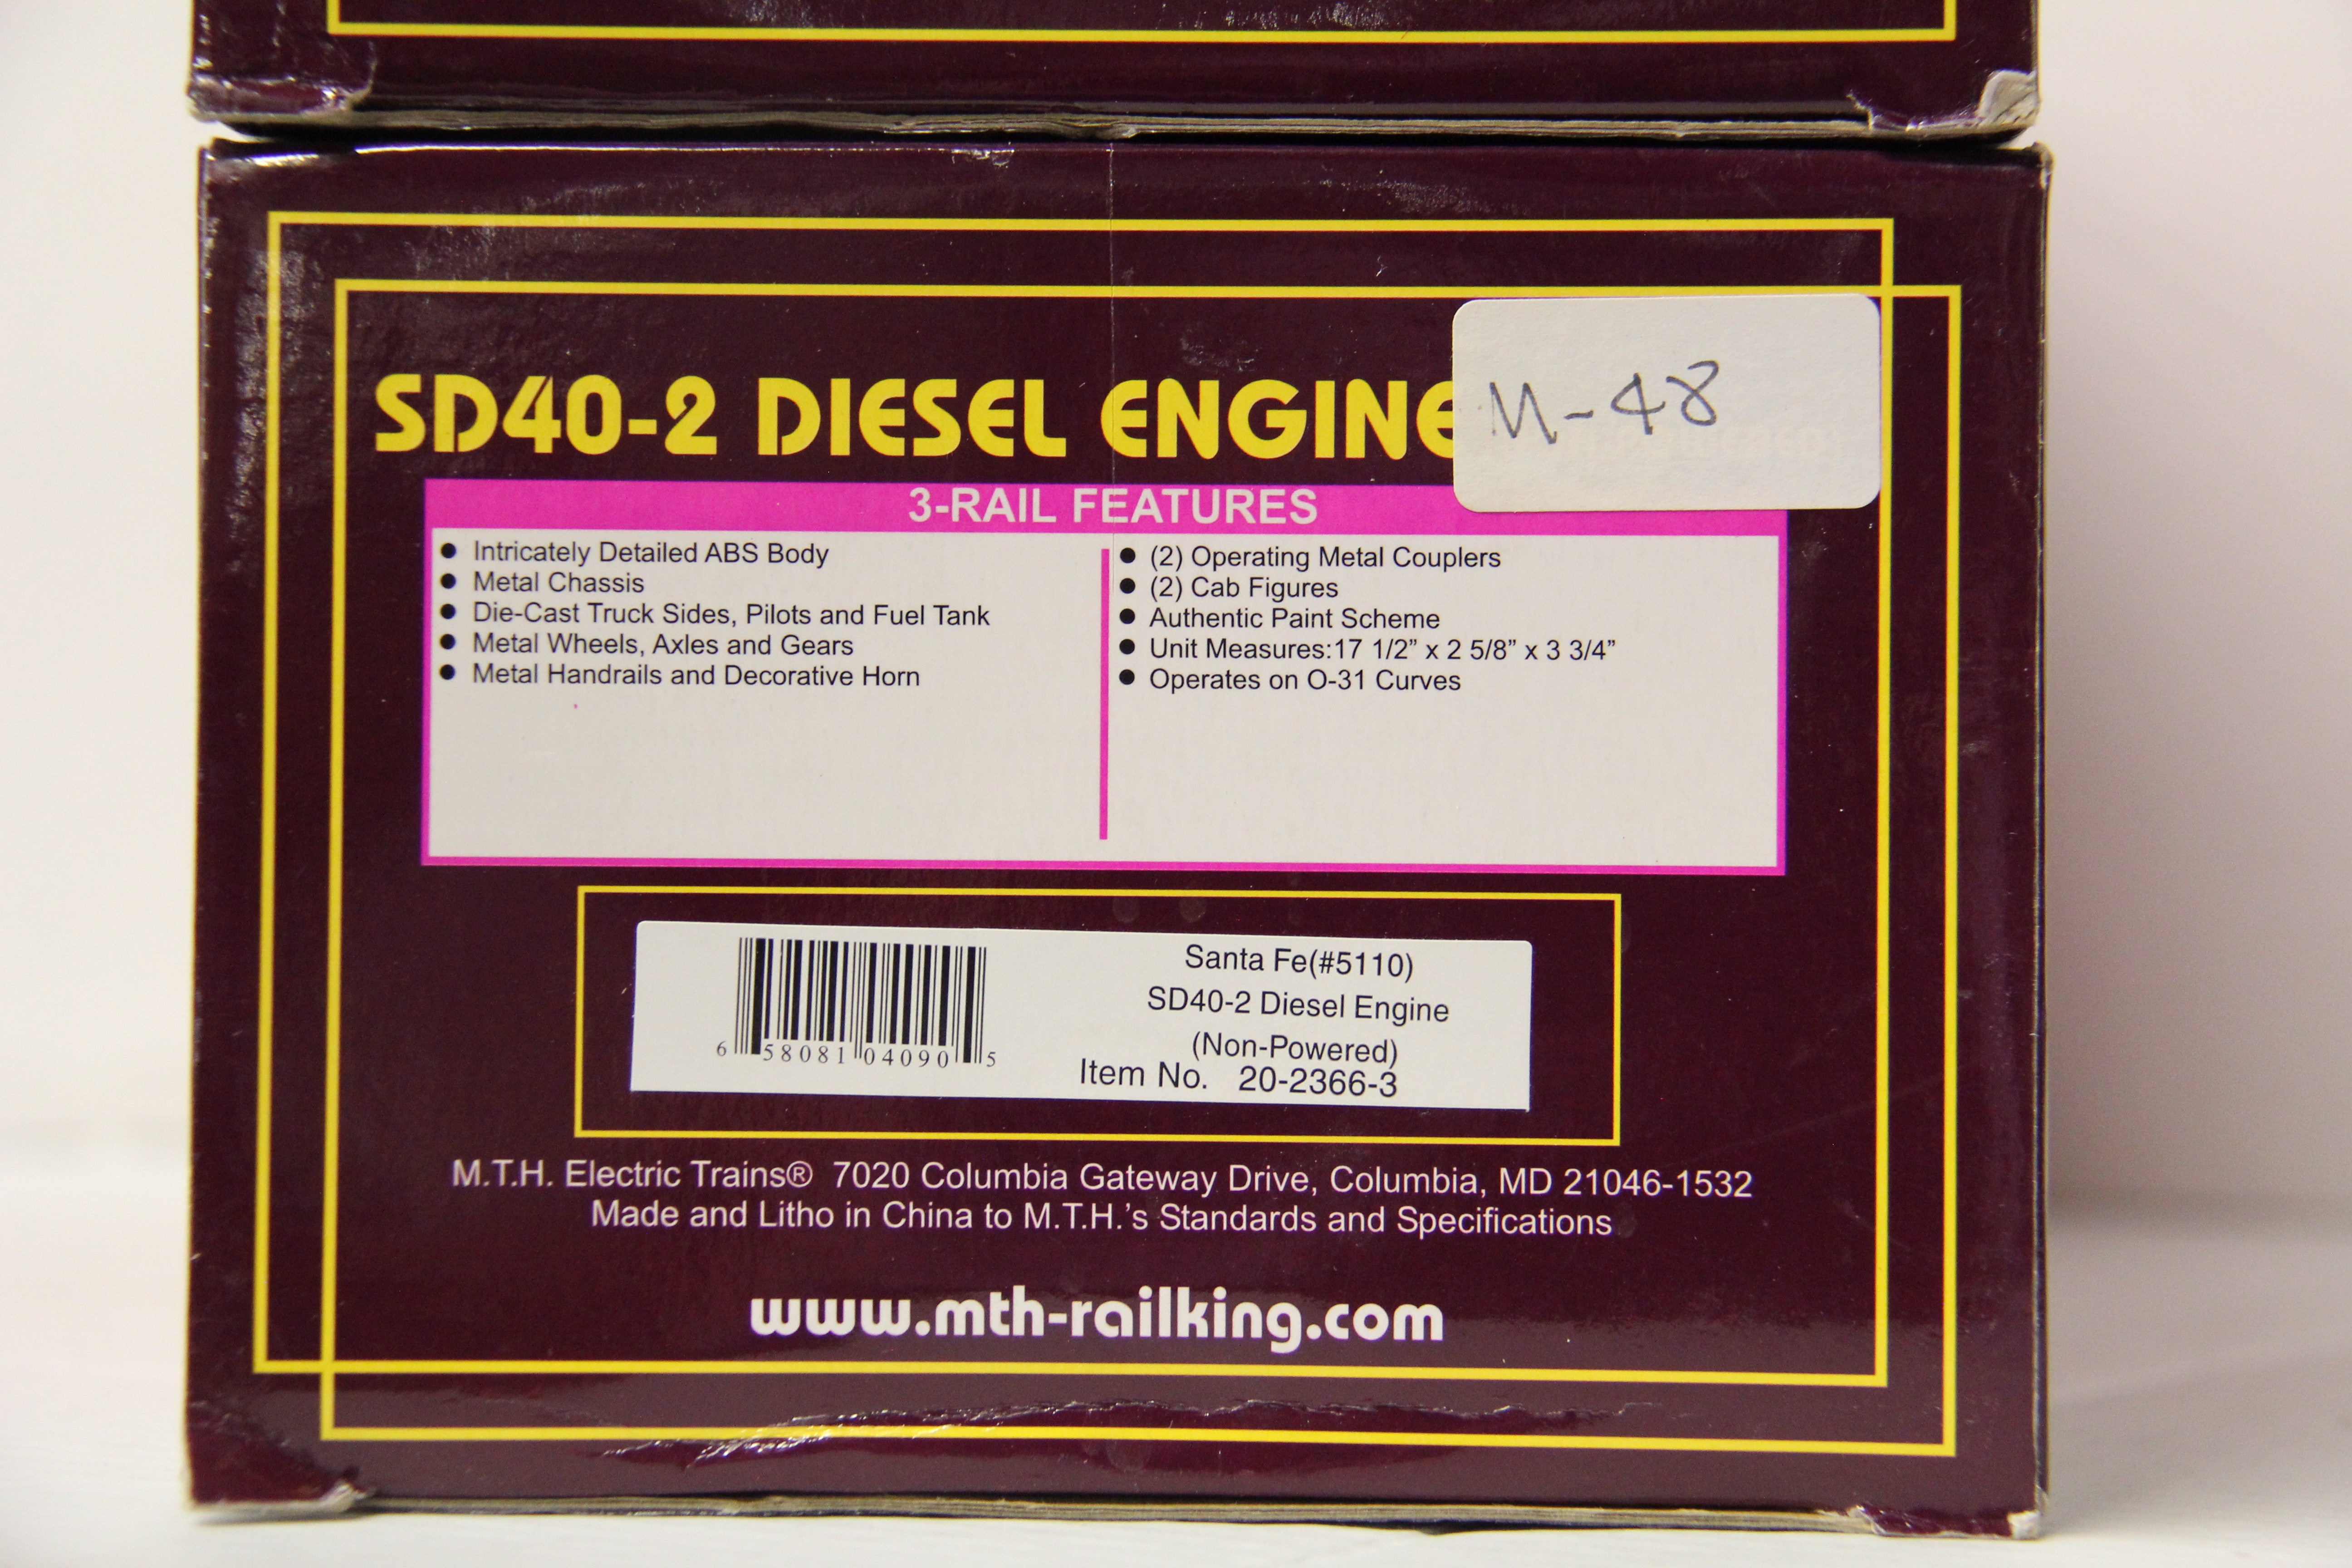 SD40-2 DIESEL ENGINE
M-48
3-RAIL FEATURES
● Intricately Detailed ABS Body
● Metal Chassis
● Die-Cast Truck Sides, Pilots and Fuel Tank
● Metal Wheels, Axles and Gears
● Metal Handrails and Decorative Horn
● (2) Operating Metal Couplers
● (2) Cab Figures
● Authentic Paint Scheme
● Unit Measures:17 1/2” x 2 5/8” x 3 3/4”
● Operates on O-31 Curves
Santa Fe(#5110)
SD40-2 Diesel Engine
(Non-Powered)
Item No. 20-2366-3
6 58081 04090 5
M.T.H. Electric Trains® 7020 Columbia Gateway Drive, Columbia, MD 21046-1532
Made and Litho in China to M.T.H.’s Standards and Specifications
www.mth-railking.com